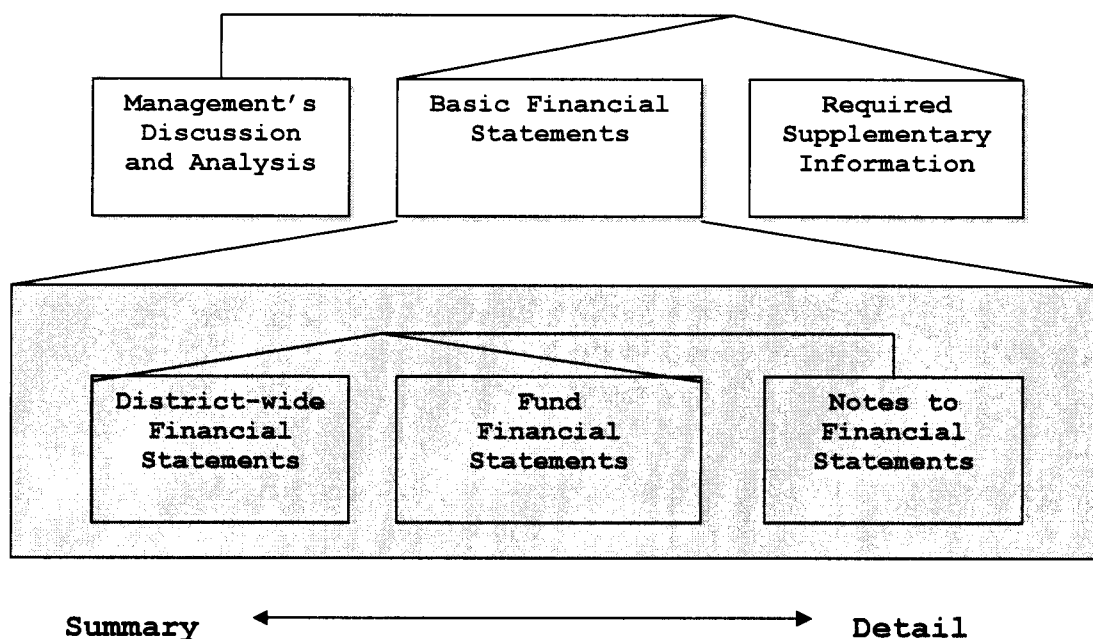 Management's
Discussion
and Analysis
Basic Financial
Statements
Required
Supplementary
Information
District-wide
Financial
Statements
Fund
Financial
Statements
Notes to
Financial
Statements
Summary
Detail